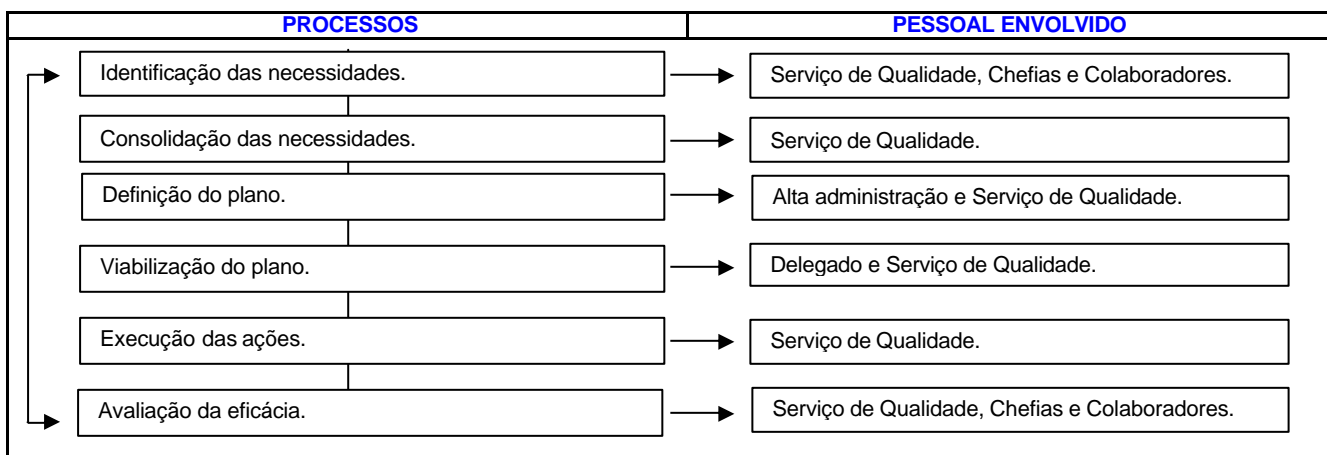 PROCESSOS PESSOAL ENVOLVIDO
Identificação das necessidades. Serviço de Qualidade, Chefias e Colaboradores.
Consolidação das necessidades. Serviço de Qualidade.
Definição do plano. Alta administração e Serviço de Qualidade.
Viabilização do plano. Delegado e Serviço de Qualidade.
Execução das ações. Serviço de Qualidade.
Avaliação da eficácia. Serviço de Qualidade, Chefias e Colaboradores.